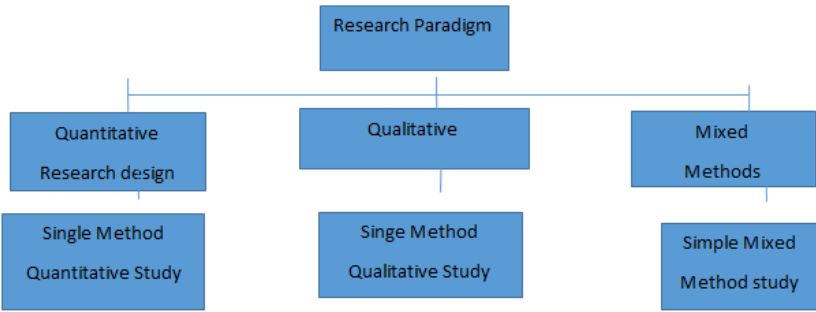 Research Paradigm
Quantitative
Research design
Qualitative
Mixed
Methods
Single Method
Quantitative Study
Singe Method
Qualitative Study
Simple Mixed
Method study